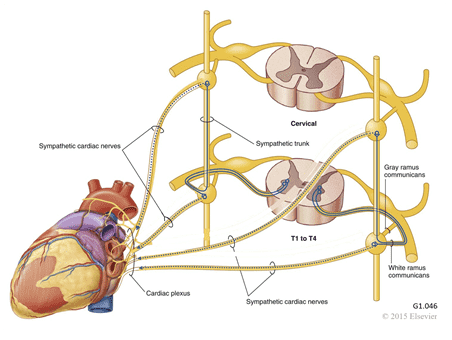 Cervical
Sympathetic cardiac nerves
Sympathetic trunk
Gray ramus
communicans
T1 to T4
White ramus
communicans
Cardiac plexus
Sympathetic cardiac nerves
G1.046
© 2015 Elsevier